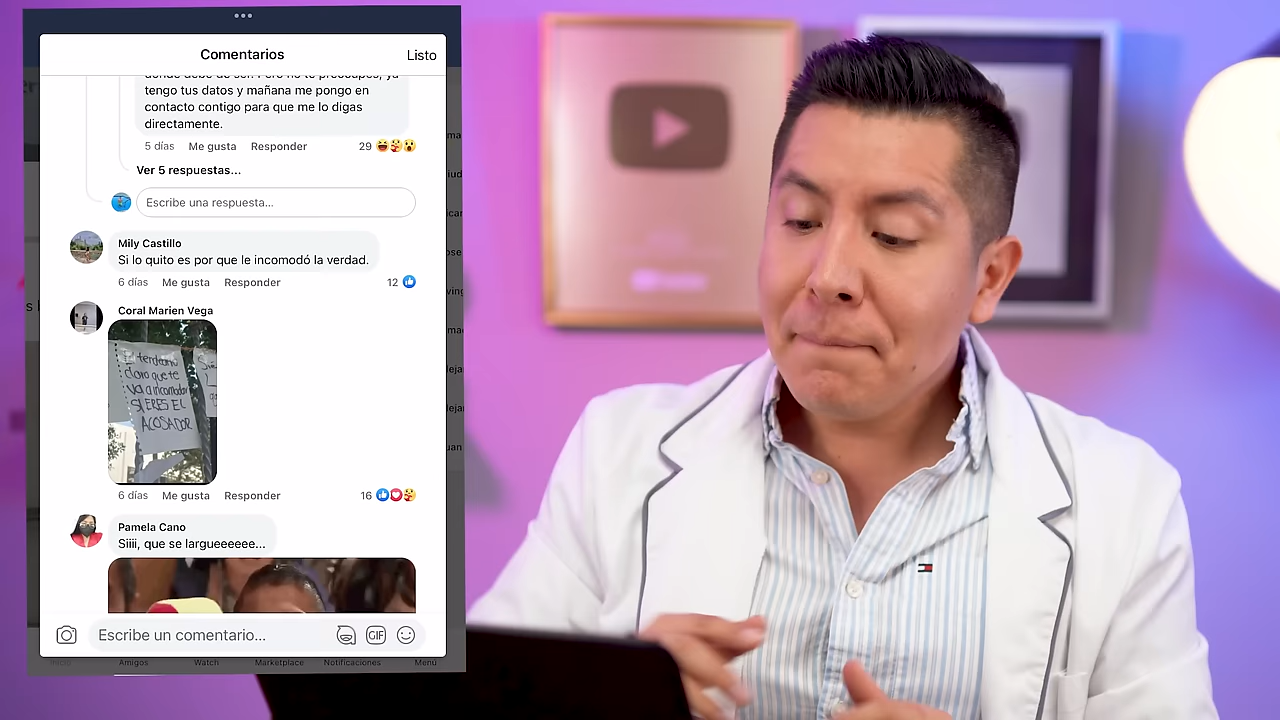 Comentarios
Listo
donde debe de ser. Pero no te preocupes, ya
tengo tus datos y mañana me pongo en
contacto contigo para que me lo digas
directamente.
5 días Me gusta Responder 29
Ver 5 respuestas...
Escribe una respuesta...
Mily Castillo
Si lo quito es por que le incomodó la verdad.
6 días Me gusta Responder 12
Coral Marien Vega
claro que te
va a incomodar
SI ERES EL
ACOSADOR
6 días Me gusta Responder 16
Pamela Cano
Siiii, que se largueeeeee...
Escribe un comentario...
GIF
Inicio Amigos Watch Marketplace Notificaciones Menú